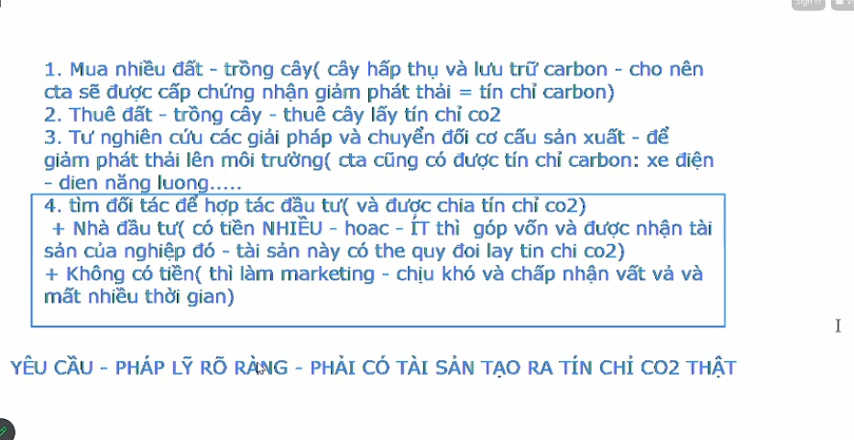 Sign in
1. Mua nhiều đất - trồng cây( cây hấp thụ và lưu trữ carbon - cho nên
cta sẽ được cấp chứng nhận giảm phát thải = tín chỉ carbon)
2. Thuê đất - trồng cây - thuê cây lấy tín chỉ co2
3. Tư nghiên cứu các giải pháp và chuyển đổi cơ cấu sản xuất - để
giảm phát thải lên môi trường( cta cũng có được tín chỉ carbon: xe điện
- dien năng luong.....
4. tìm đối tác để hợp tác đầu tư( và được chia tín chỉ co2)
+ Nhà đầu tư( có tiền NHIỀU - hoac - ÍT thì góp vốn và được nhận tài
sản của nghiệp đó - tài sản này có the quy đoi lay tin chi co2)
+ Không có tiền( thì làm marketing - chịu khó và chấp nhận vất vả và
mất nhiều thời gian)
YÊU CẦU - PHÁP LỸ RÕ RÀNG - PHẢI CÓ TÀI SẢN TẠO RA TÍN CHỈ CO2 THẬT